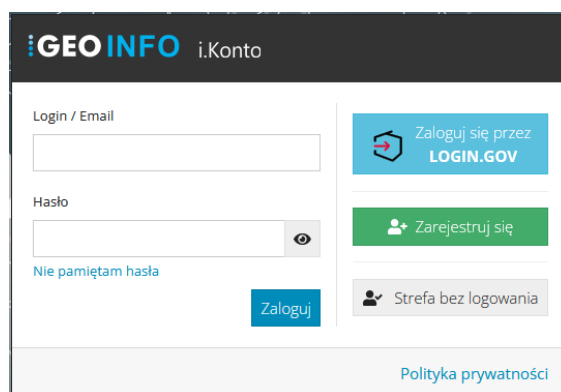 GEOINFO i.Konto
Login / Email
Hasło
Nie pamiętam hasła
Zaloguj
Zaloguj się przez
LOGIN.GOV
Zarejestruj się
Strefa bez logowania
Polityka prywatności